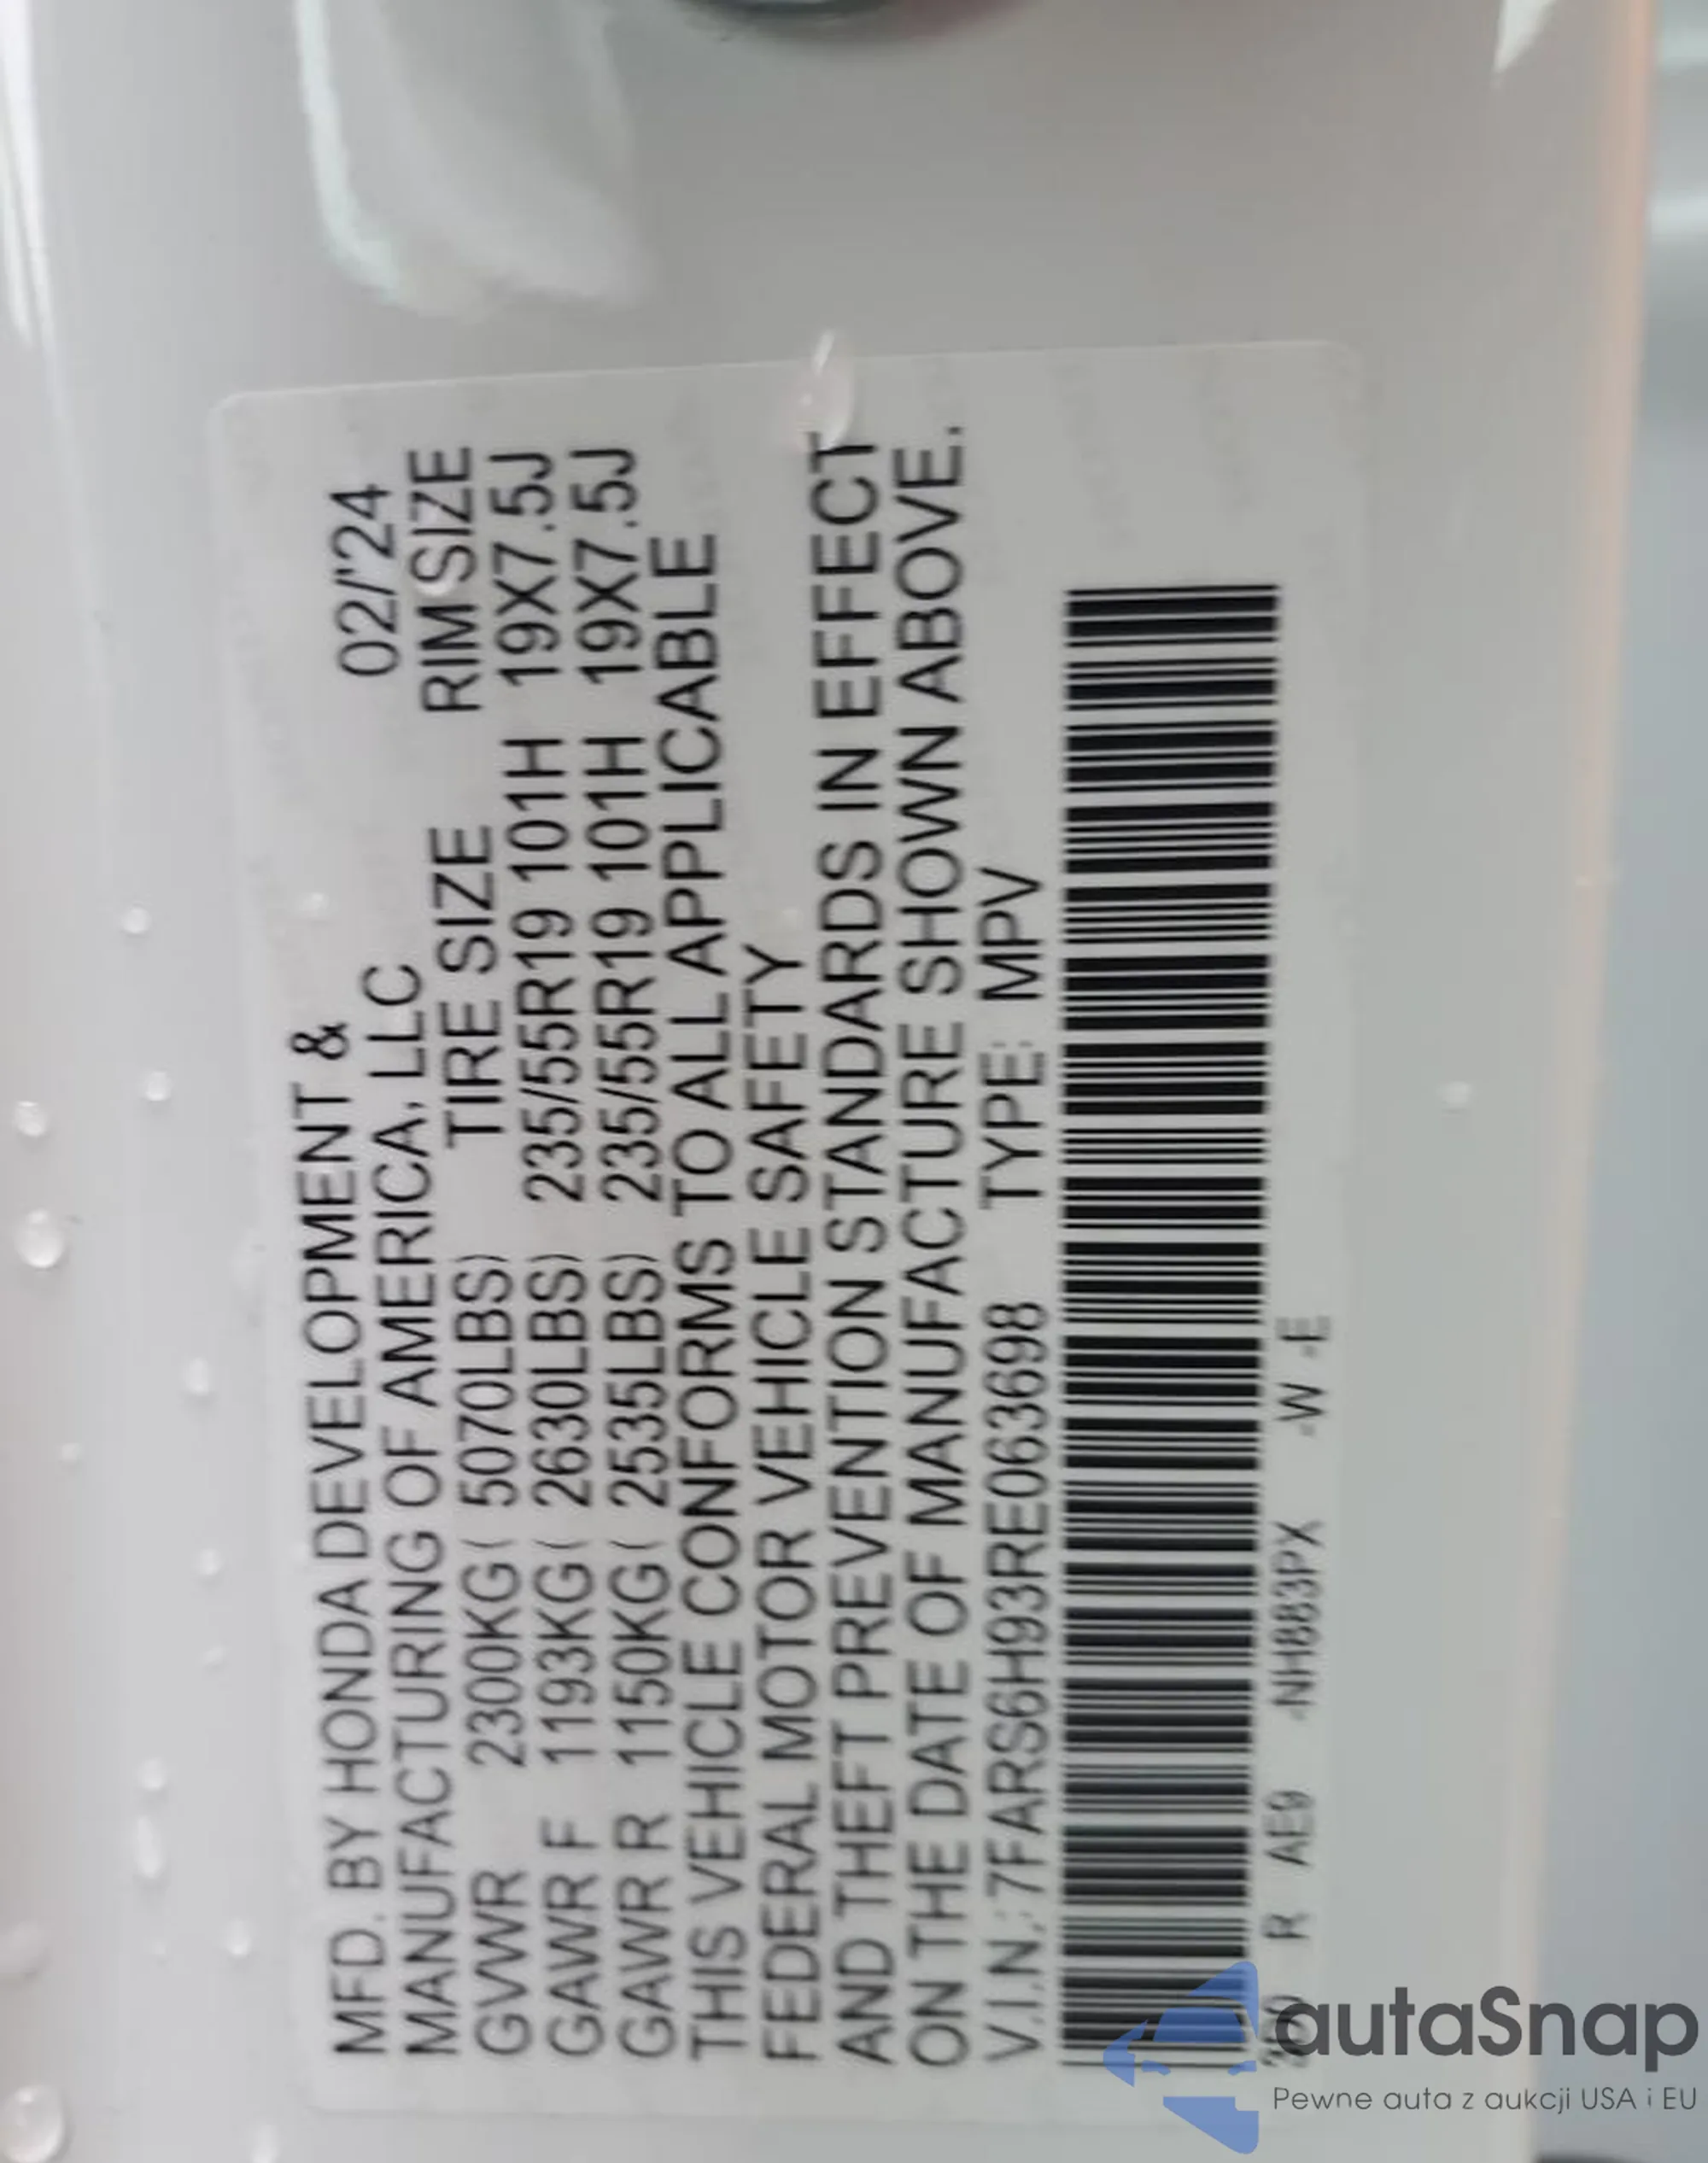 MFD. BY HONDA DEVELOPMENT &
MANUFACTURING OF AMERICA, LLC 02/'24
TIRE SIZE RIM SIZE
GVWR 2300KG( 5070LBS)
GAWR F 1193KG( 2630LBS) 235/55R19 101H 19X7.5J
GAWR R 1150KG( 2535LBS) 235/55R19 101H 19X7.5J
THIS VEHICLE CONFORMS TO ALL APPLICABLE
FEDERAL MOTOR VEHICLE SAFETY
AND THEFT PREVENTION STANDARDS IN EFFECT
ON THE DATE OF MANUFACTURE SHOWN ABOVE.
V.I.N.: 7FARS6H93RE063698 TYPE: MPV
R AE9 -NH883PX -W -E
autaSnap
Pewne auta z aukcji USA i EU